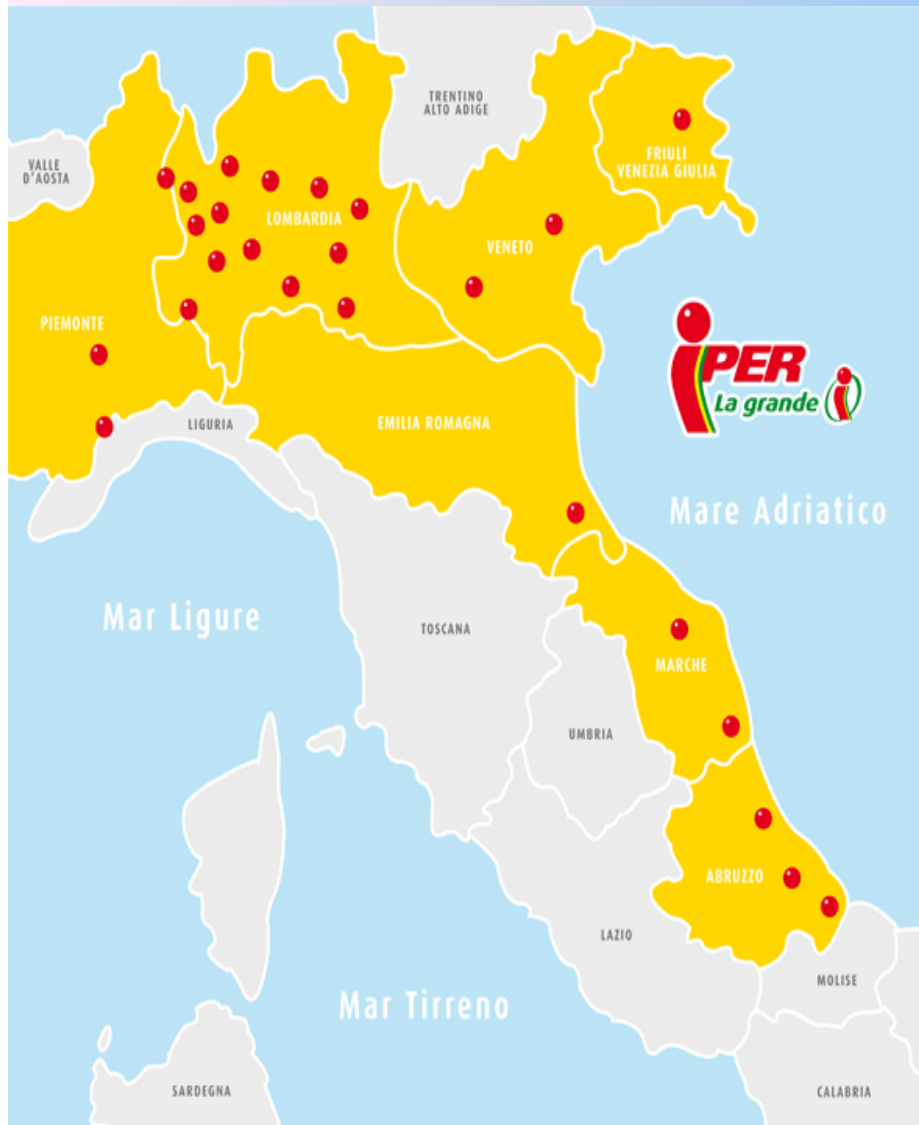 TRENTINO
ALTO ADIGE
VALLE
D'AOSTA
FRIULI
VENEZIA GIULIA
LOMBARDIA
VENETO
PIEMONTE
iPER
La grande i
LIGURIA
EMILIA ROMAGNA
Mare Adriatico
Mar Ligure
TOSCANA
MARCHE
UMBRIA
ABRUZZO
LAZIO
MOLISE
Mar Tirreno
SARDEGNA
CALABRIA